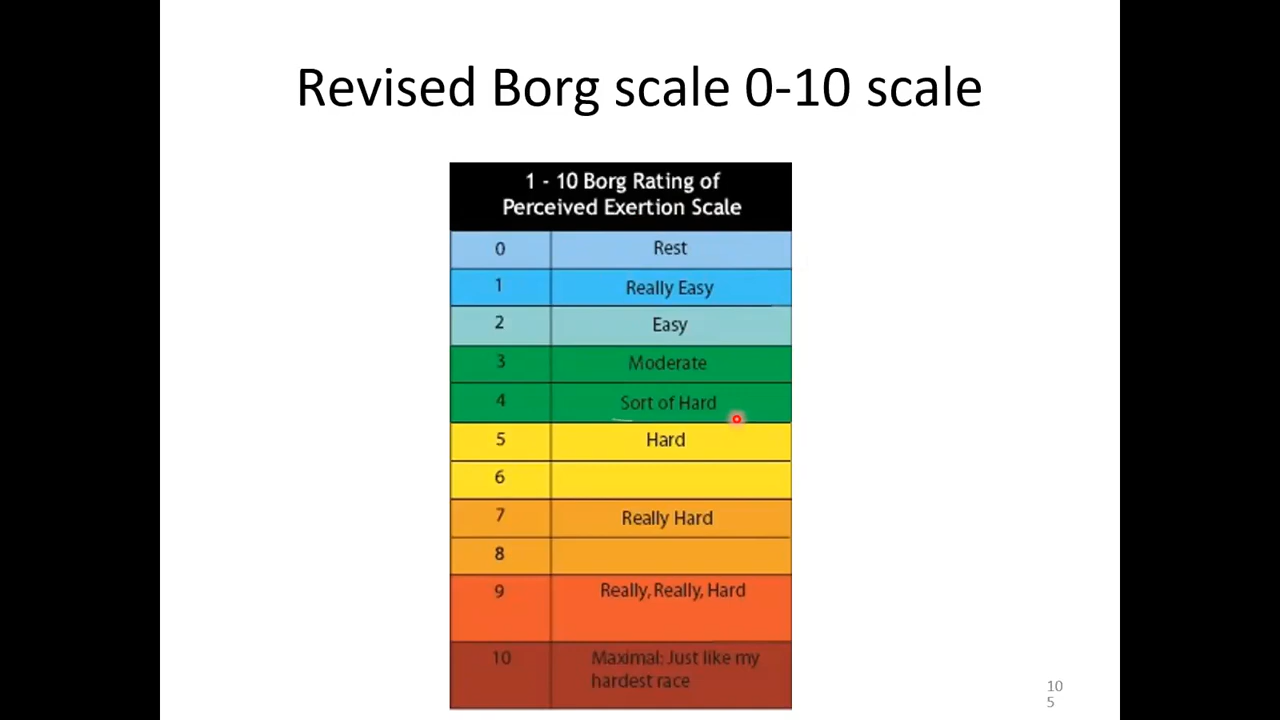 Revised Borg scale 0-10 scale
1 - 10 Borg Rating of
Perceived Exertion Scale
0 Rest
1 Really Easy
2 Easy
3 Moderate
4 Sort of Hard
5 Hard
6
7 Really Hard
8
9 Really, Really, Hard
10 Maximal: Just like my
hardest race
10
5